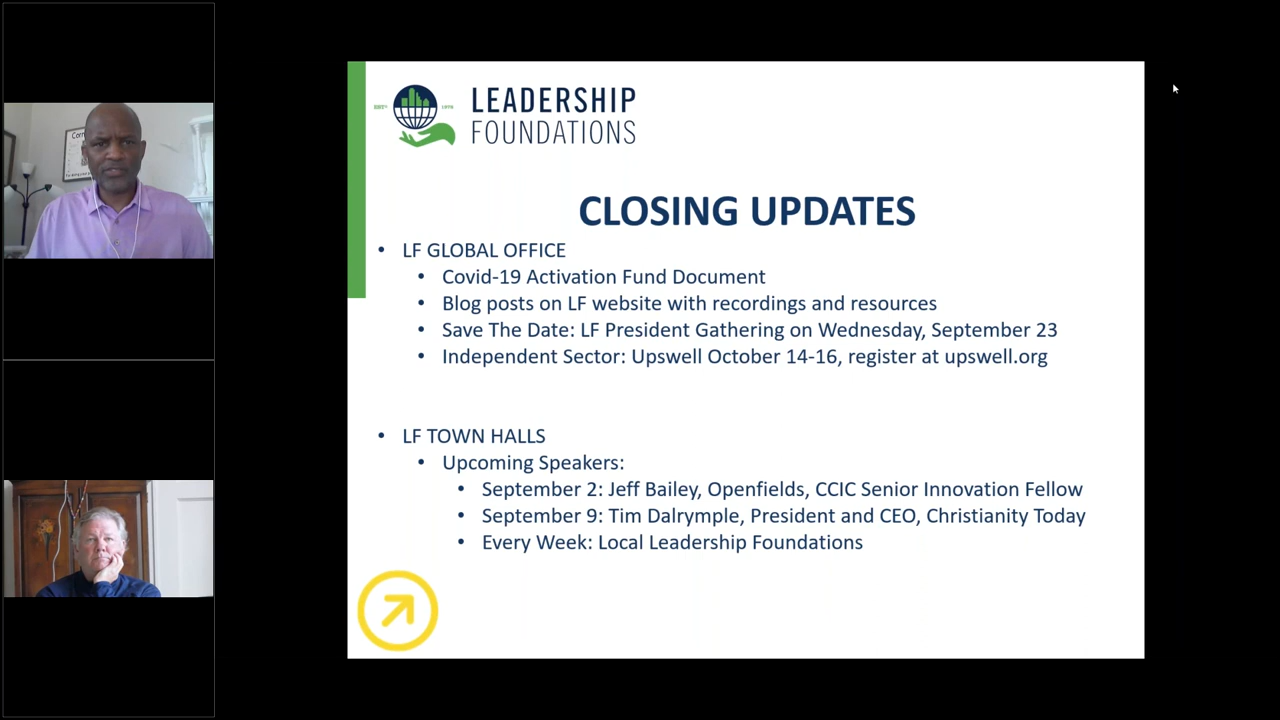 Corn
EST
1978
LEADERSHIP
FOUNDATIONS
CLOSING UPDATES
• LF GLOBAL OFFICE
• Covid-19 Activation Fund Document
• Blog posts on LF website with recordings and resources
• Save The Date: LF President Gathering on Wednesday, September 23
• Independent Sector: Upswell October 14-16, register at upswell.org
• LF TOWN HALLS
• Upcoming Speakers:
• September 2: Jeff Bailey, Openfields, CCIC Senior Innovation Fellow
• September 9: Tim Dalrymple, President and CEO, Christianity Today
• Every Week: Local Leadership Foundations